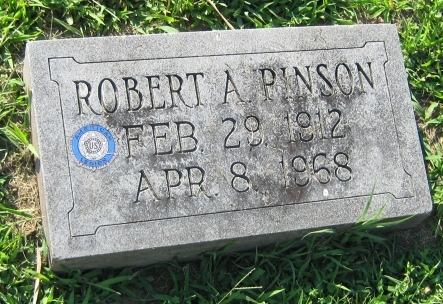 ROBERT A. PINSON
FEB. 29, 1912
APR. 8, 1968